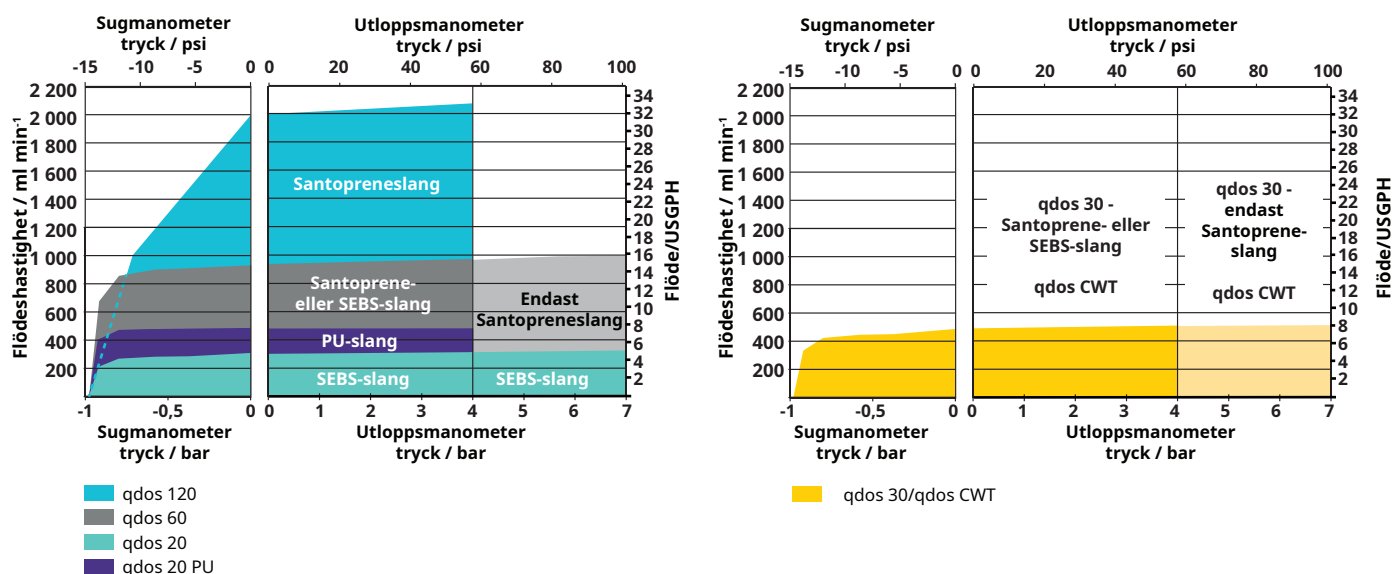 Sugmanometer
tryck / psi
Utloppsmanometer
tryck / psi
-15 -10 -5 0 0 20 40 60 80 100
Flödeshastighet / ml min⁻¹
2 200
2 000
1 800
1 600
1 400
1 200
1 000
800
600
400
200
Santopreneslang
Santoprene-
eller SEBS-slang
PU-slang
SEBS-slang
Endast
Santopreneslang
SEBS-slang
34
32
30
28
26
24
22
20
18
16
14
12
10
8
6
4
2
Flöde/USGPH
-1 -0,5 0 0 1 2 3 4 5 6 7
Sugmanometer
tryck / bar
Utloppsmanometer
tryck / bar
qdos 120
qdos 60
qdos 20
qdos 20 PU
Sugmanometer
tryck / psi
Utloppsmanometer
tryck / psi
-15 -10 -5 0 0 20 40 60 80 100
Flödeshastighet / ml min⁻¹
2 200
2 000
1 800
1 600
1 400
1 200
1 000
800
600
400
200
qdos 30 -
Santoprene- eller
SEBS-slang
qdos CWT
qdos 30 -
endast
Santoprene-
slang
qdos CWT
34
32
30
28
26
24
22
20
18
16
14
12
10
8
6
4
2
Flöde/USGPH
-1 -0,5 0 0 1 2 3 4 5 6 7
Sugmanometer
tryck / bar
Utloppsmanometer
tryck / bar
qdos 30/qdos CWT